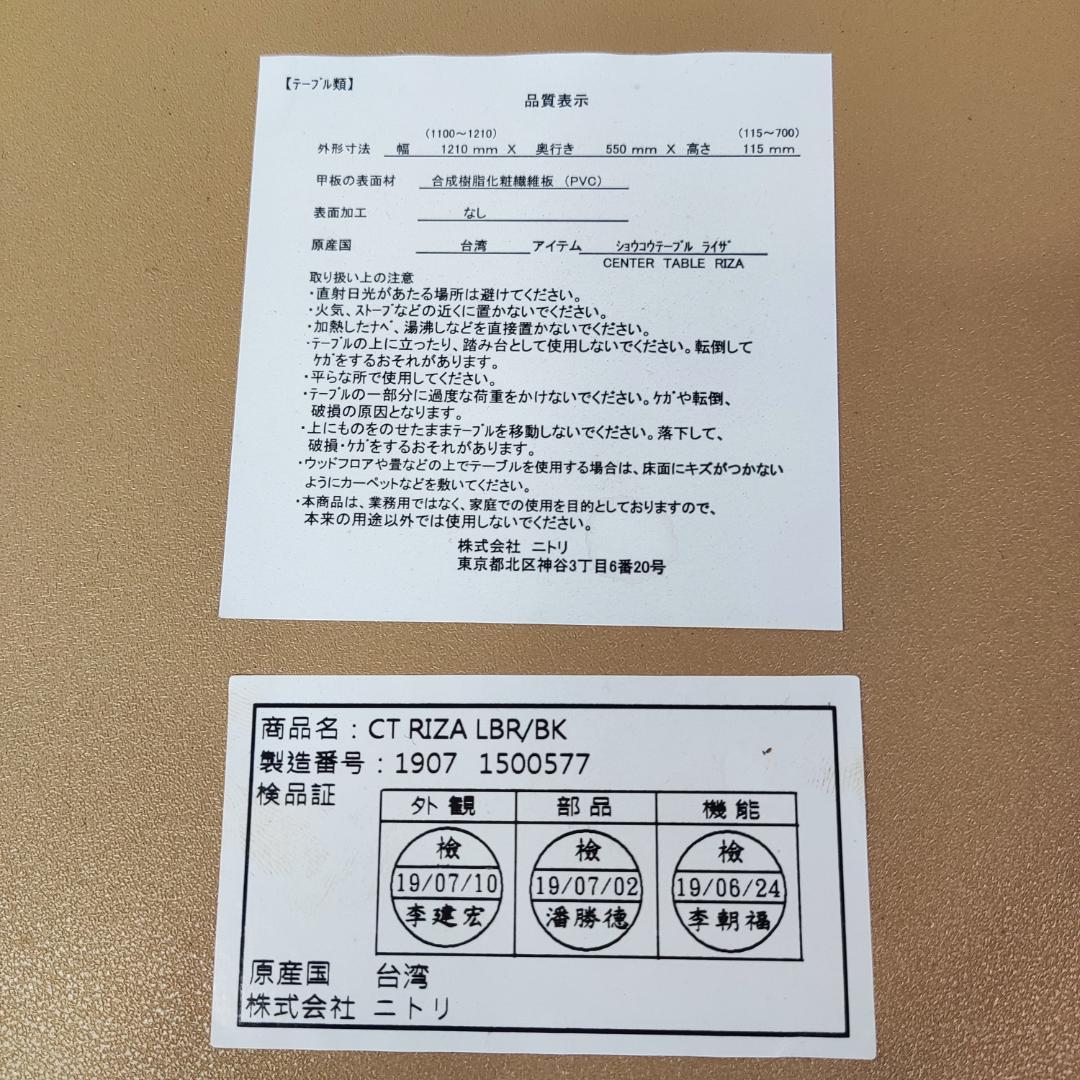 【ﾃｰﾌﾞﾙ類】
品質表示
(1100～1210) (115～700)
外形寸法 幅 1210 mm X 奥行き 550 mm X 高さ 115 mm
甲板の表面材 合成樹脂化粧繊維板 （PVC）
表面加工 なし
原産国 台湾 アイテム ｼｮｳｺｳﾃｰﾌﾞﾙ ﾗｲｻﾞ
CENTER TABLE RIZA
取り扱い上の注意
・直射日光があたる場所は避けてください。
・火気、ｽﾄｰﾌﾞなどの近くに置かないでください。
・加熱したﾅﾍﾞ、湯沸しなどを直接置かないでください。
・ﾃｰﾌﾞﾙの上に立ったり、踏み台として使用しないでください。転倒して
ｹｶﾞをするおそれがあります。
・平らな所で使用してください。
・ﾃｰﾌﾞﾙの一部分に過度な荷重をかけないでください。ｹｶﾞや転倒、
破損の原因となります。
・上にものをのせたままﾃｰﾌﾞﾙを移動しないでください。落下して、
破損・ｹｶﾞをするおそれがあります。
・ウッドフロアや畳などの上でテーブルを使用する場合は、床面にキズがつかない
ようにカーペットなどを敷いてください。
・本商品は、業務用ではなく、家庭での使用を目的としておりますので、
本来の用途以外では使用しないでください。
株式会社 ニトリ
東京都北区神谷3丁目6番20号
商品名：CT RIZA LBR/BK
製造番号：1907 1500577
検品証
外観 部品 機能
檢 檢 檢
19/07/10 19/07/02 19/06/24
李建宏 潘勝德 李朝福
原産国 台湾
株式会社 ニトリ